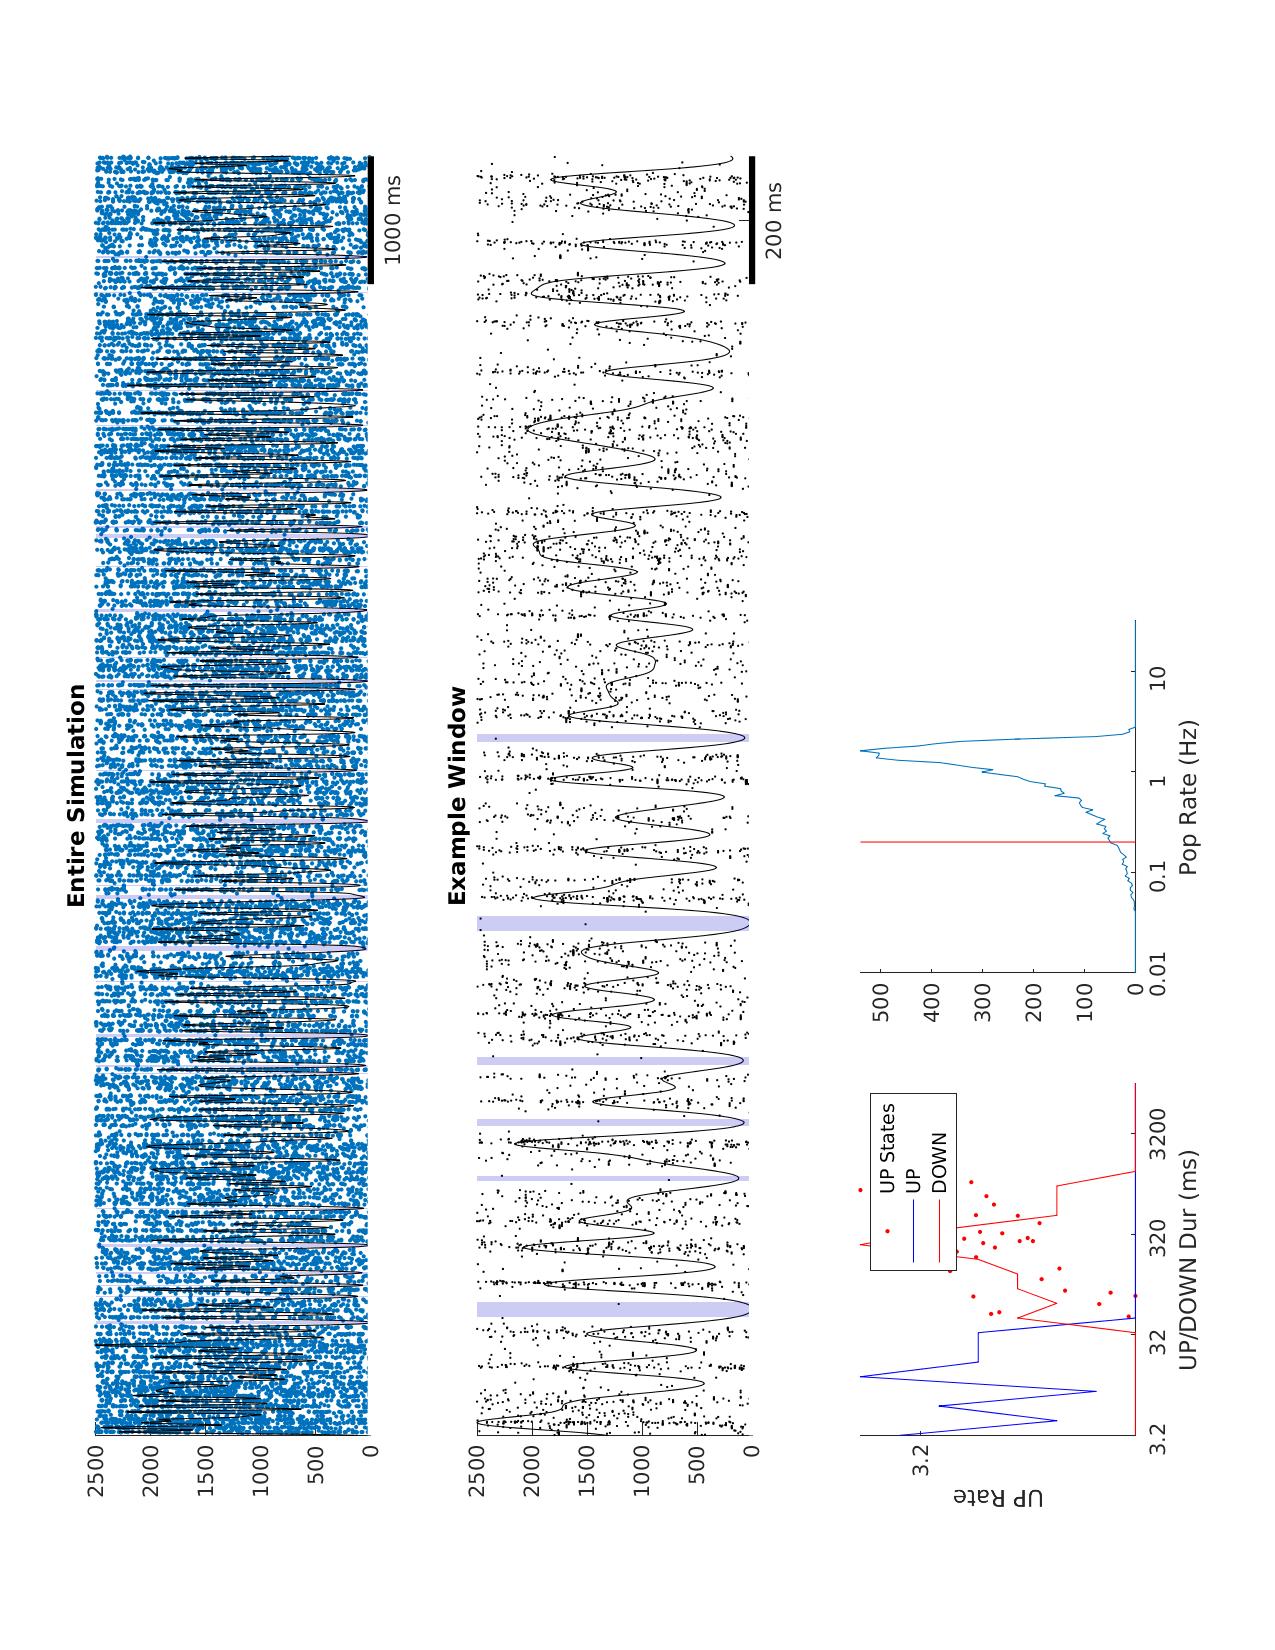 Entire Simulation
2500
2000
1500
1000
500
0
1000 ms
Example Window
2500
2000
1500
1000
500
0
200 ms
UP Rate
3.2
UP States
UP
DOWN
3.2 32 320 3200
UP/DOWN Dur (ms)
500
400
300
200
100
0
0.01 0.1 1 10
Pop Rate (Hz)